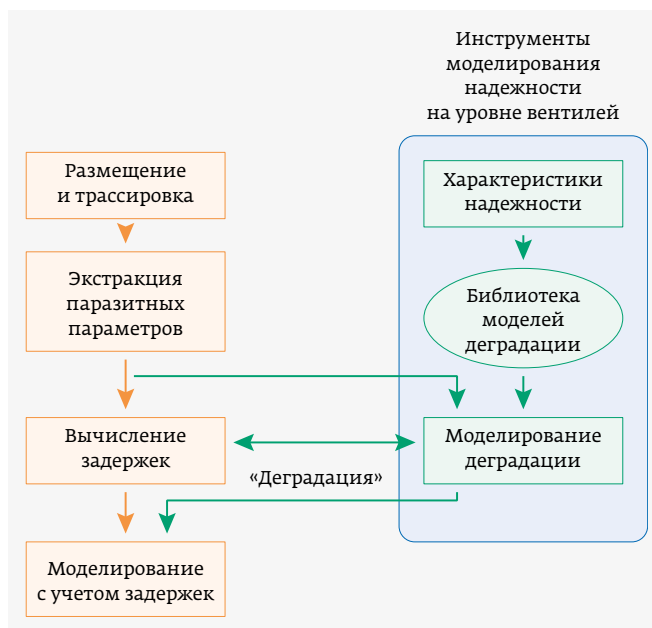 Инструменты
моделирования
надежности
на уровне вентилей
Размещение
и трассировка
Экстракция
паразитных
параметров
Вычисление
задержек
Моделирование
с учетом задержек
Характеристики
надежности
Библиотека
моделей
деградации
Моделирование
деградации
«Деградация»